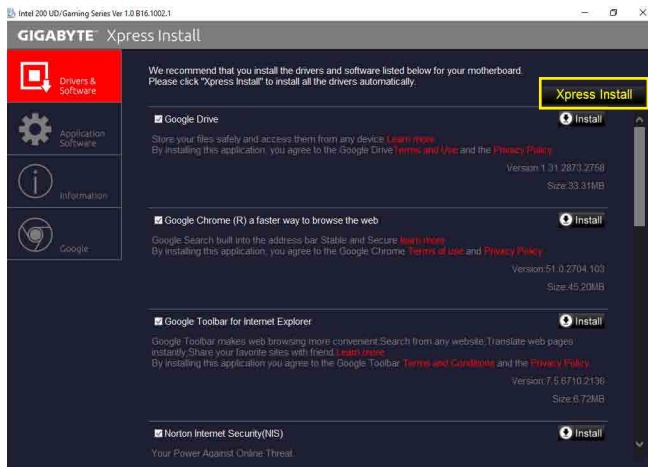 Intel 200 UD/Gaming Series Ver 1.0 B16.1002.1
GIGABYTE™ Xpress Install
Drivers &
Software
Application
Software
Information
Google
We recommend that you install the drivers and software listed below for your motherboard.
Please click "Xpress Install" to install all the drivers automatically.
Xpress Install
Google Drive
Install
Store your files safely and access them from any device Learn more
By installing this application, you agree to the Google Drive Terms and Use and the Privacy Policy
Version:1.31.2873.2758
Size:33.31MB
Google Chrome (R) a faster way to browse the web
Install
Google Search built into the address bar Stable and Secure learn more
By installing this application, you agree to the Google Chrome Terms of use and Privacy Policy
Version:51.0.2704.103
Size:45.20MB
Google Toolbar for Internet Explorer
Install
Google Toolbar makes web browsing more convenient.Search from any website,Translate web pages
instantly,Share your favorite sites with friend.Learn more
By installing this application you agree to the Google Toolbar Terms and Conditions and the Privacy Policy
Version:7.5.6710.2136
Size:6.72MB
Norton Internet Security(NIS)
Install
Your Power Against Online Threat